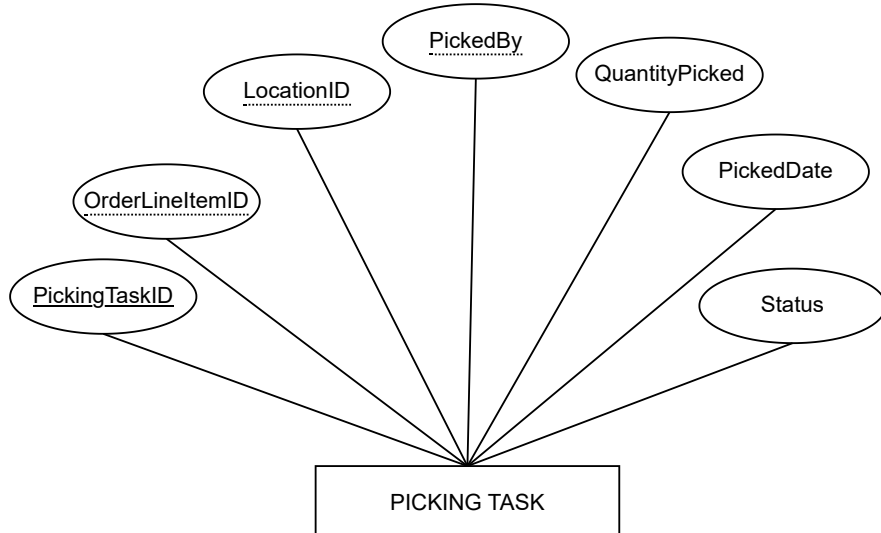 PickedBy
QuantityPicked
LocationID
PickedDate
OrderLineItemID
PickingTaskID
Status
PICKING TASK